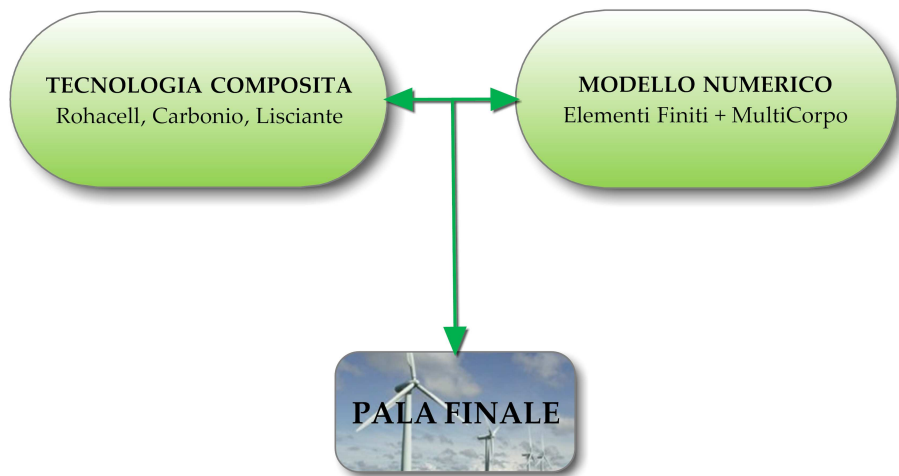 TECNOLOGIA COMPOSITA
Rohacell, Carbonio, Lisciante
MODELLO NUMERICO
Elementi Finiti + MultiCorpo
PALA FINALE